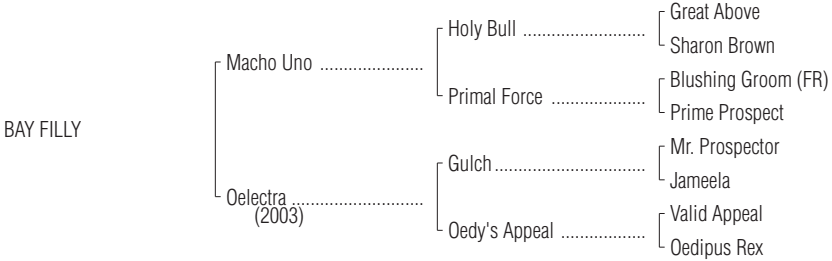 Great Above
Holy Bull ..........................
Sharon Brown
Macho Uno ......................
Blushing Groom (FR)
Primal Force ....................
Prime Prospect
BAY FILLY
Mr. Prospector
Gulch................................
Jameela
Oelectra ............................
(2003)
Valid Appeal
Oedy's Appeal ..................
Oedipus Rex